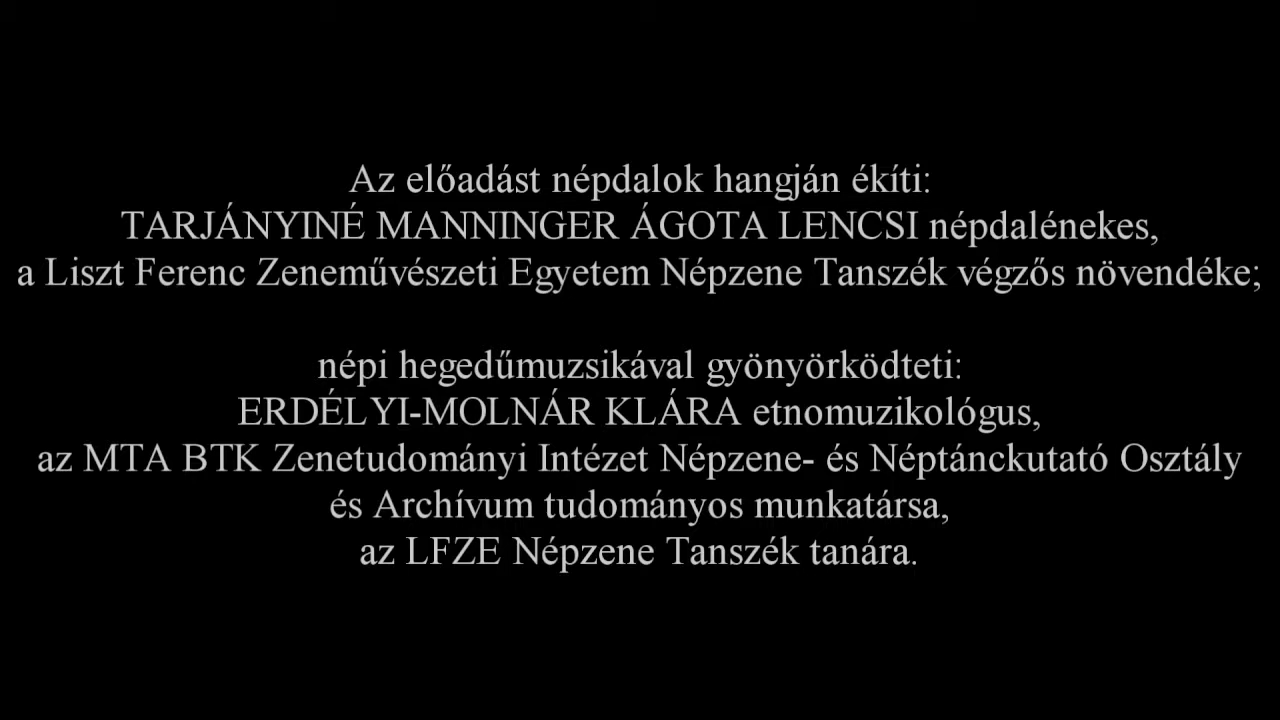 Az előadást népdalok hangján ékíti:
TARJÁNYINÉ MANNINGER ÁGOTA LENCSI népdalénekes,
a Liszt Ferenc Zeneművészeti Egyetem Népzene Tanszék végzős növendéke;
népi hegedűmuzsikával gyönyörködteti:
ERDÉLYI-MOLNÁR KLÁRA etnomuzikológus,
az MTA BTK Zenetudományi Intézet Népzene- és Néptánckutató Osztály
és Archívum tudományos munkatársa,
az LFZE Népzene Tanszék tanára.